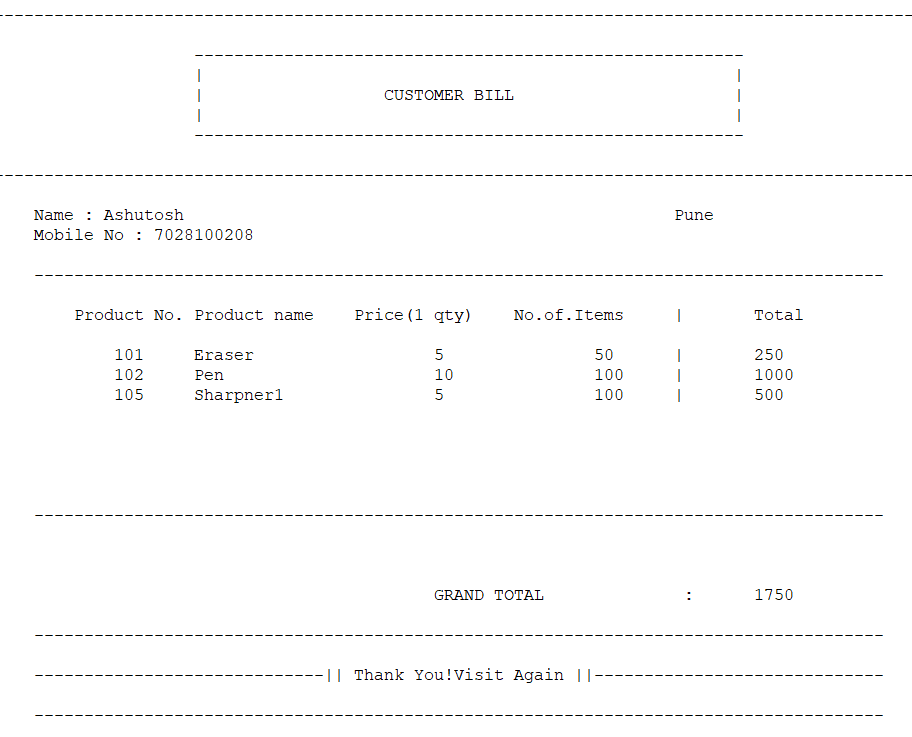 CUSTOMER BILL
Name : Ashutosh Pune
Mobile No : 7028100208
Product No. Product name Price(1 qty) No.of.Items | Total
101 Eraser 5 50 | 250
102 Pen 10 100 | 1000
105 Sharpner1 5 100 | 500
GRAND TOTAL : 1750
----------------------------|| Thank You!Visit Again ||----------------------------